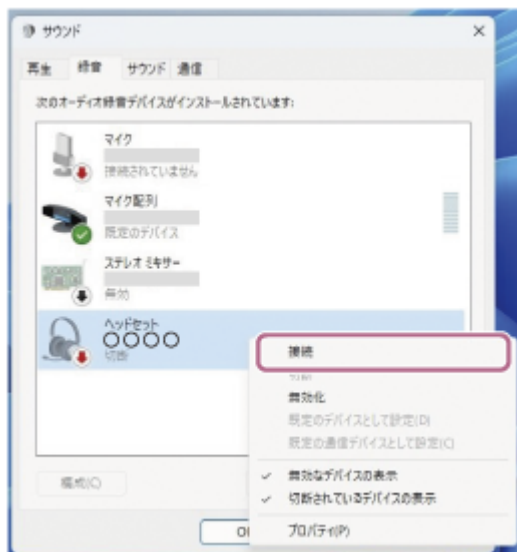 サウンド
再生 録音 サウンド 通信
次のオーディオ録音デバイスがインストールされています:
マイク
接続されていません
マイク配列
既定のデバイス
ステレオ ミキサー
無効
ヘッドセット
○○○○
切断
接続
切断
無効化
既定のデバイスとして設定(D)
既定の通信デバイスとして設定(C)
無効なデバイスの表示
切断されているデバイスの表示
プロパティ(P)
構成(C)